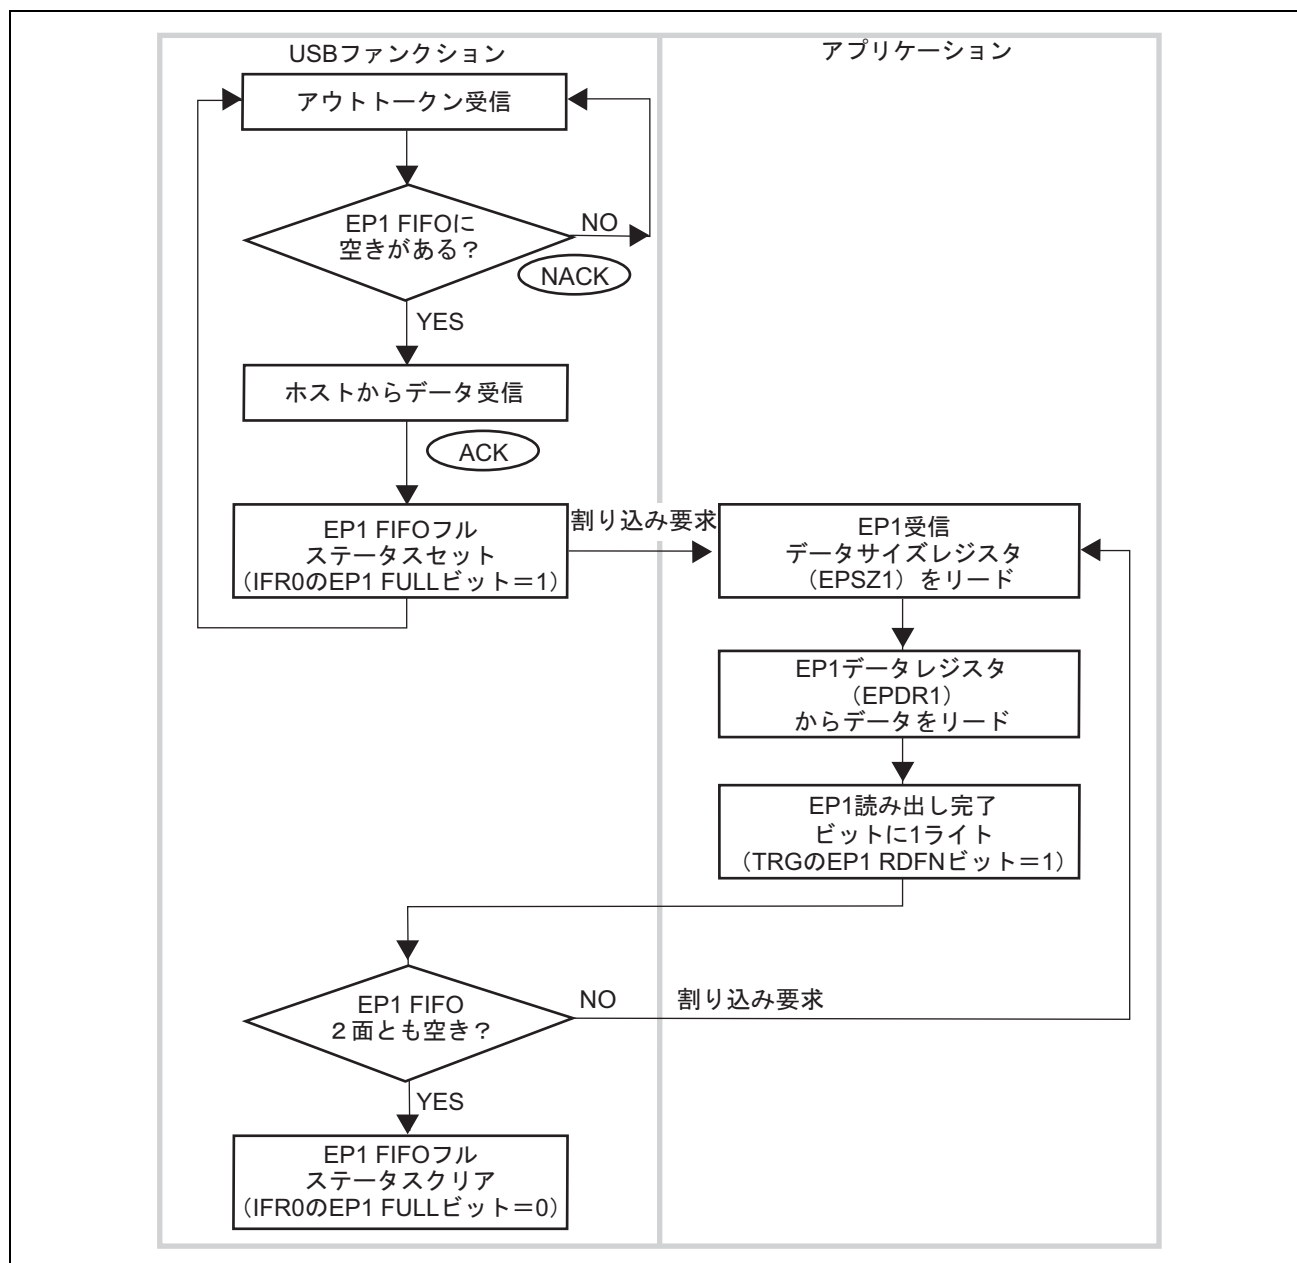 USBファンクション
アプリケーション
アウトトークン受信
EP1 FIFOに
空きがある？
NO
NACK
YES
ホストからデータ受信
ACK
EP1 FIFOフル
ステータスセット
（IFR0のEP1 FULLビット＝1）
割り込み要求
EP1受信
データサイズレジスタ
（EPSZ1）をリード
EP1データレジスタ
（EPDR1）
からデータをリード
EP1読み出し完了
ビットに1ライト
（TRGのEP1 RDFNビット＝1）
EP1 FIFO
２面とも空き？
NO
割り込み要求
YES
EP1 FIFOフル
ステータスクリア
（IFR0のEP1 FULLビット＝0）